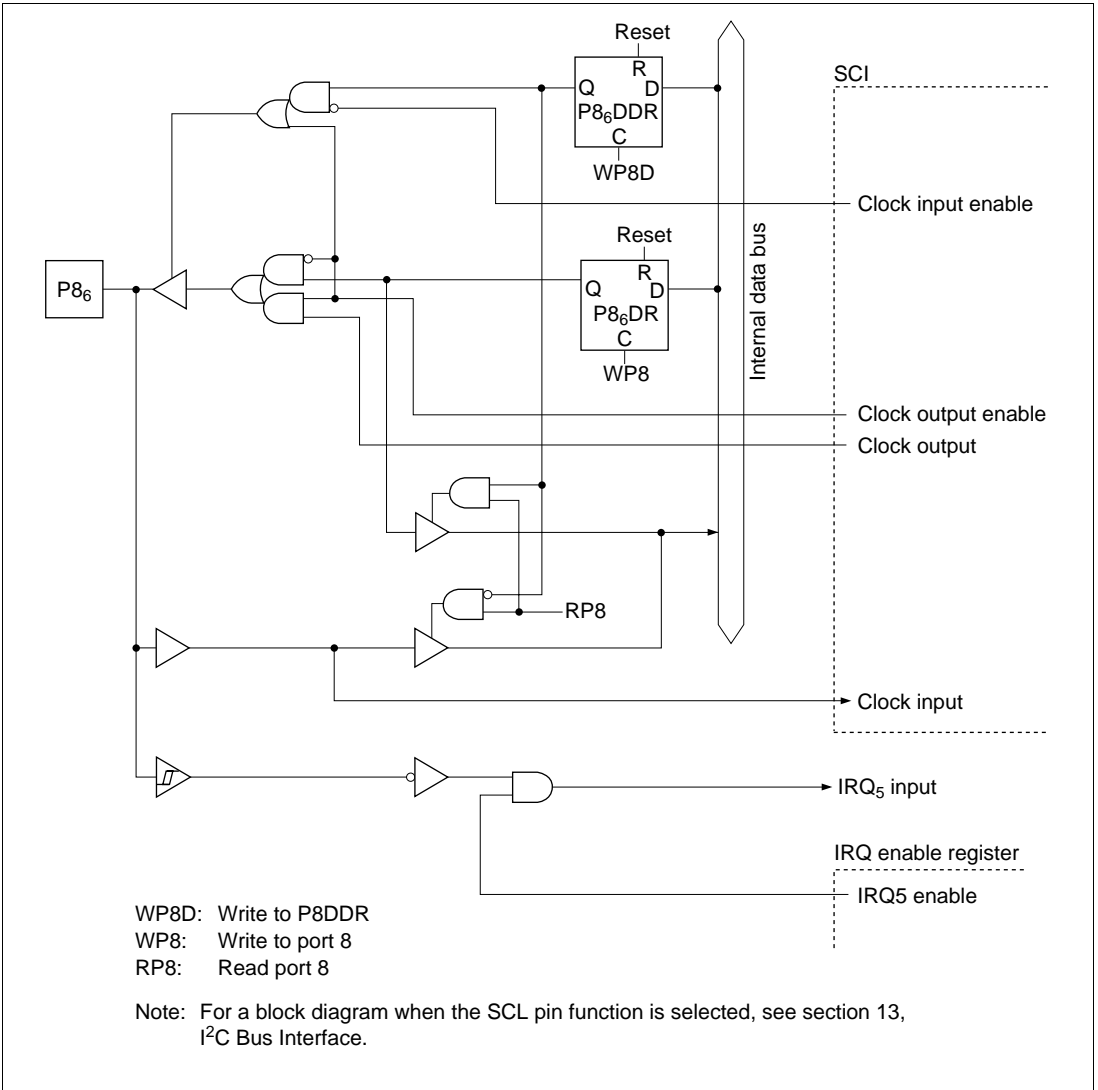 Reset
R
Q
D
P8₆DDR
C
WP8D
SCI
Clock input enable
Reset
R
Q
D
P8₆DR
C
WP8
Internal data bus
P8₆
Clock output enable
Clock output
RP8
Clock input
IRQ₅ input
IRQ enable register
IRQ5 enable
WP8D: Write to P8DDR
WP8: Write to port 8
RP8: Read port 8
Note: For a block diagram when the SCL pin function is selected, see section 13,
I²C Bus Interface.